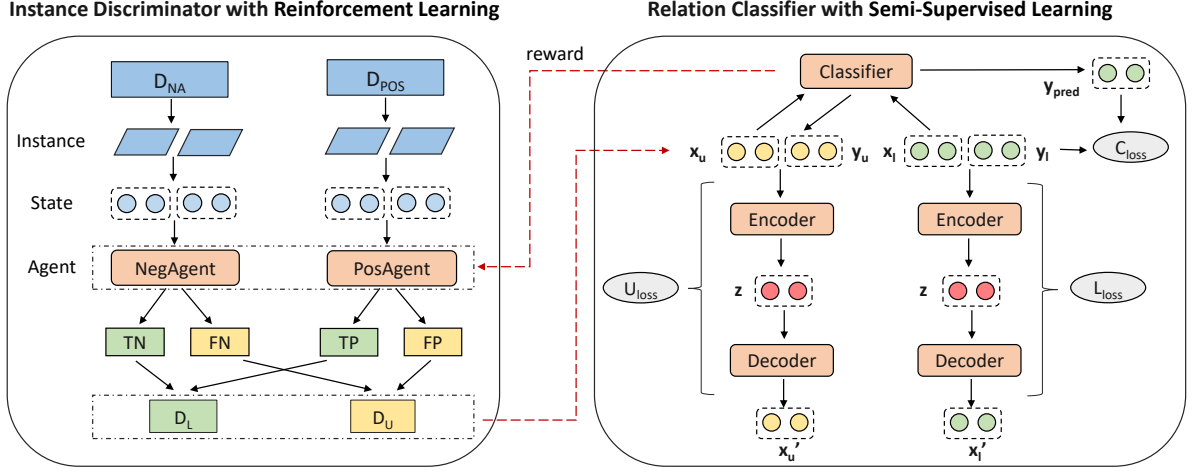 Instance Discriminator with Reinforcement Learning
Relation Classifier with Semi-Supervised Learning
D_NA
D_POS
Instance
State
Agent
NegAgent
PosAgent
TN
FN
TP
FP
D_L
D_U
reward
Classifier
y_pred
C_loss
x_u
y_u
x_l
y_l
Encoder
Encoder
U_loss
z
z
L_loss
Decoder
Decoder
x_u'
x_l'